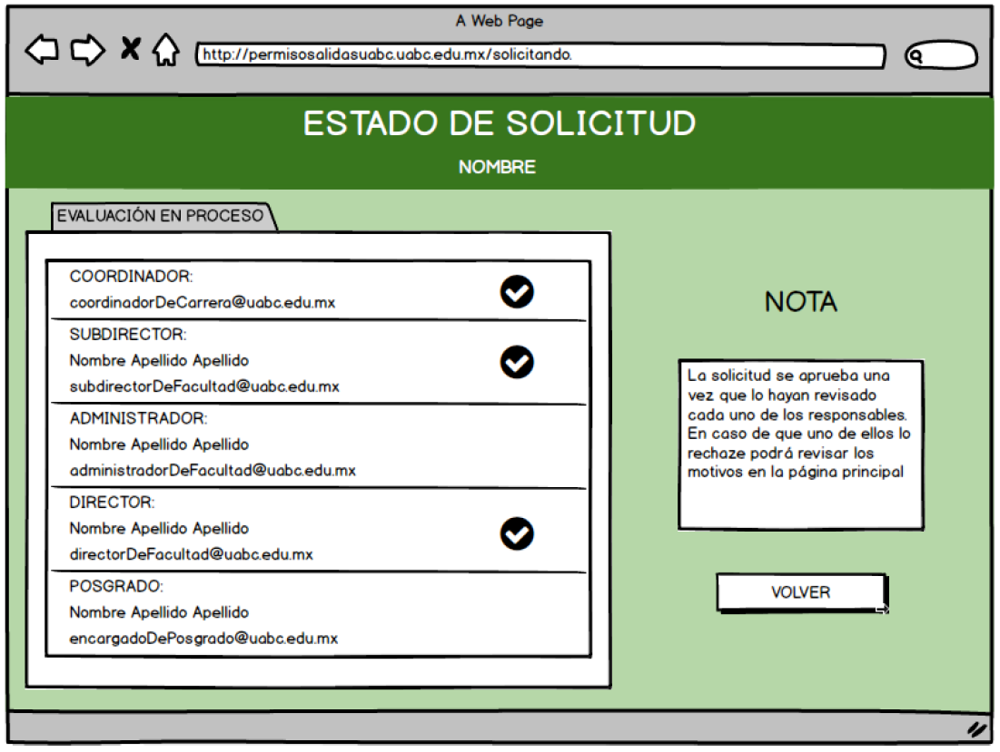 A Web Page
http://permisosalidasuabc.uabc.edu.mx/solicitando.
ESTADO DE SOLICITUD
NOMBRE
EVALUACIÓN EN PROCESO
COORDINADOR:
coordinadorDeCarrera@uabc.edu.mx
SUBDIRECTOR:
Nombre Apellido Apellido
subdirectorDeFacultad@uabc.edu.mx
ADMINISTRADOR:
Nombre Apellido Apellido
administradorDeFacultad@uabc.edu.mx
DIRECTOR:
Nombre Apellido Apellido
directorDeFacultad@uabc.edu.mx
POSGRADO:
Nombre Apellido Apellido
encargadoDePosgrado@uabc.edu.mx
NOTA
La solicitud se aprueba una
vez que lo hayan revisado
cada uno de los responsables.
En caso de que uno de ellos lo
rechaze podrá revisar los
motivos en la página principal
VOLVER